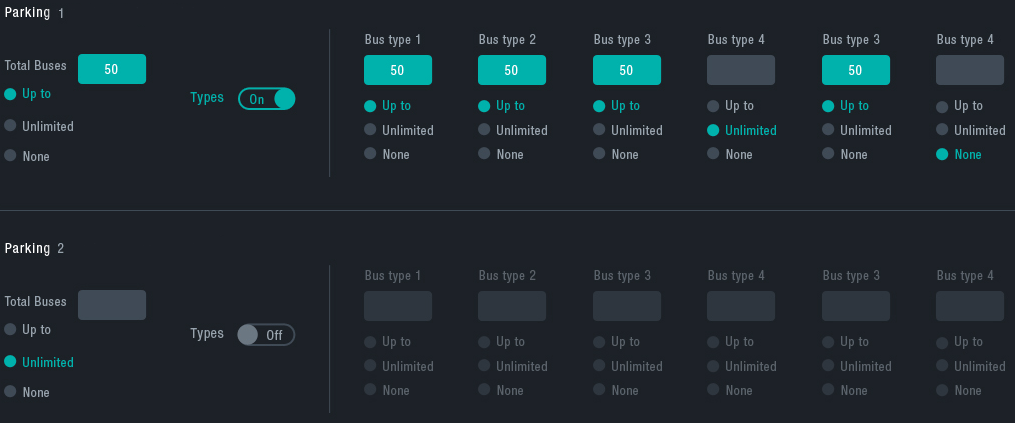 Parking 1
Bus type 1 Bus type 2 Bus type 3 Bus type 4 Bus type 3 Bus type 4
Total Buses 50 50 50 50 50
Up to Types On Up to Up to Up to Up to Up to Up to
Unlimited Unlimited Unlimited Unlimited Unlimited Unlimited Unlimited
None None None None None None None
Parking 2
Bus type 1 Bus type 2 Bus type 3 Bus type 4 Bus type 3 Bus type 4
Total Buses
Up to Types Off Up to Up to Up to Up to Up to Up to
Unlimited Unlimited Unlimited Unlimited Unlimited Unlimited Unlimited
None None None None None None None